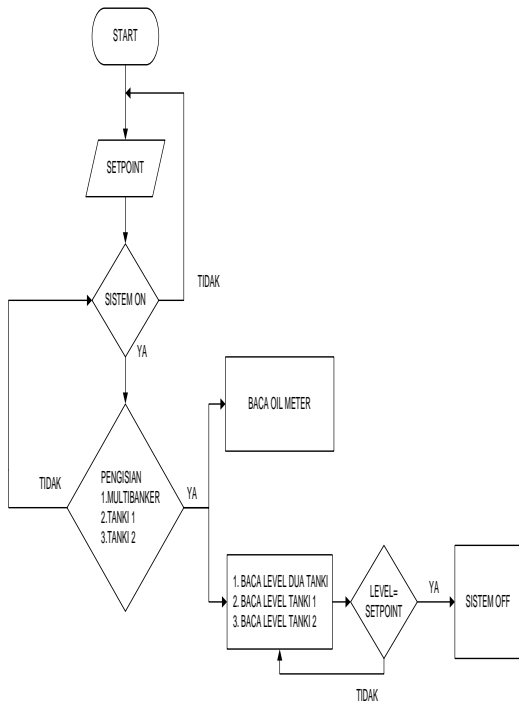 START
SETPOINT
SISTEM ON
TIDAK
YA
PENGISIAN
1.MULTIBANKER
2.TANKI 1
3.TANKI 2
TIDAK
YA
BACA OIL METER
1. BACA LEVEL DUA TANKI
2. BACA LEVEL TANKI 1
3. BACA LEVEL TANKI 2
LEVEL=
SETPOINT
YA
SISTEM OFF
TIDAK